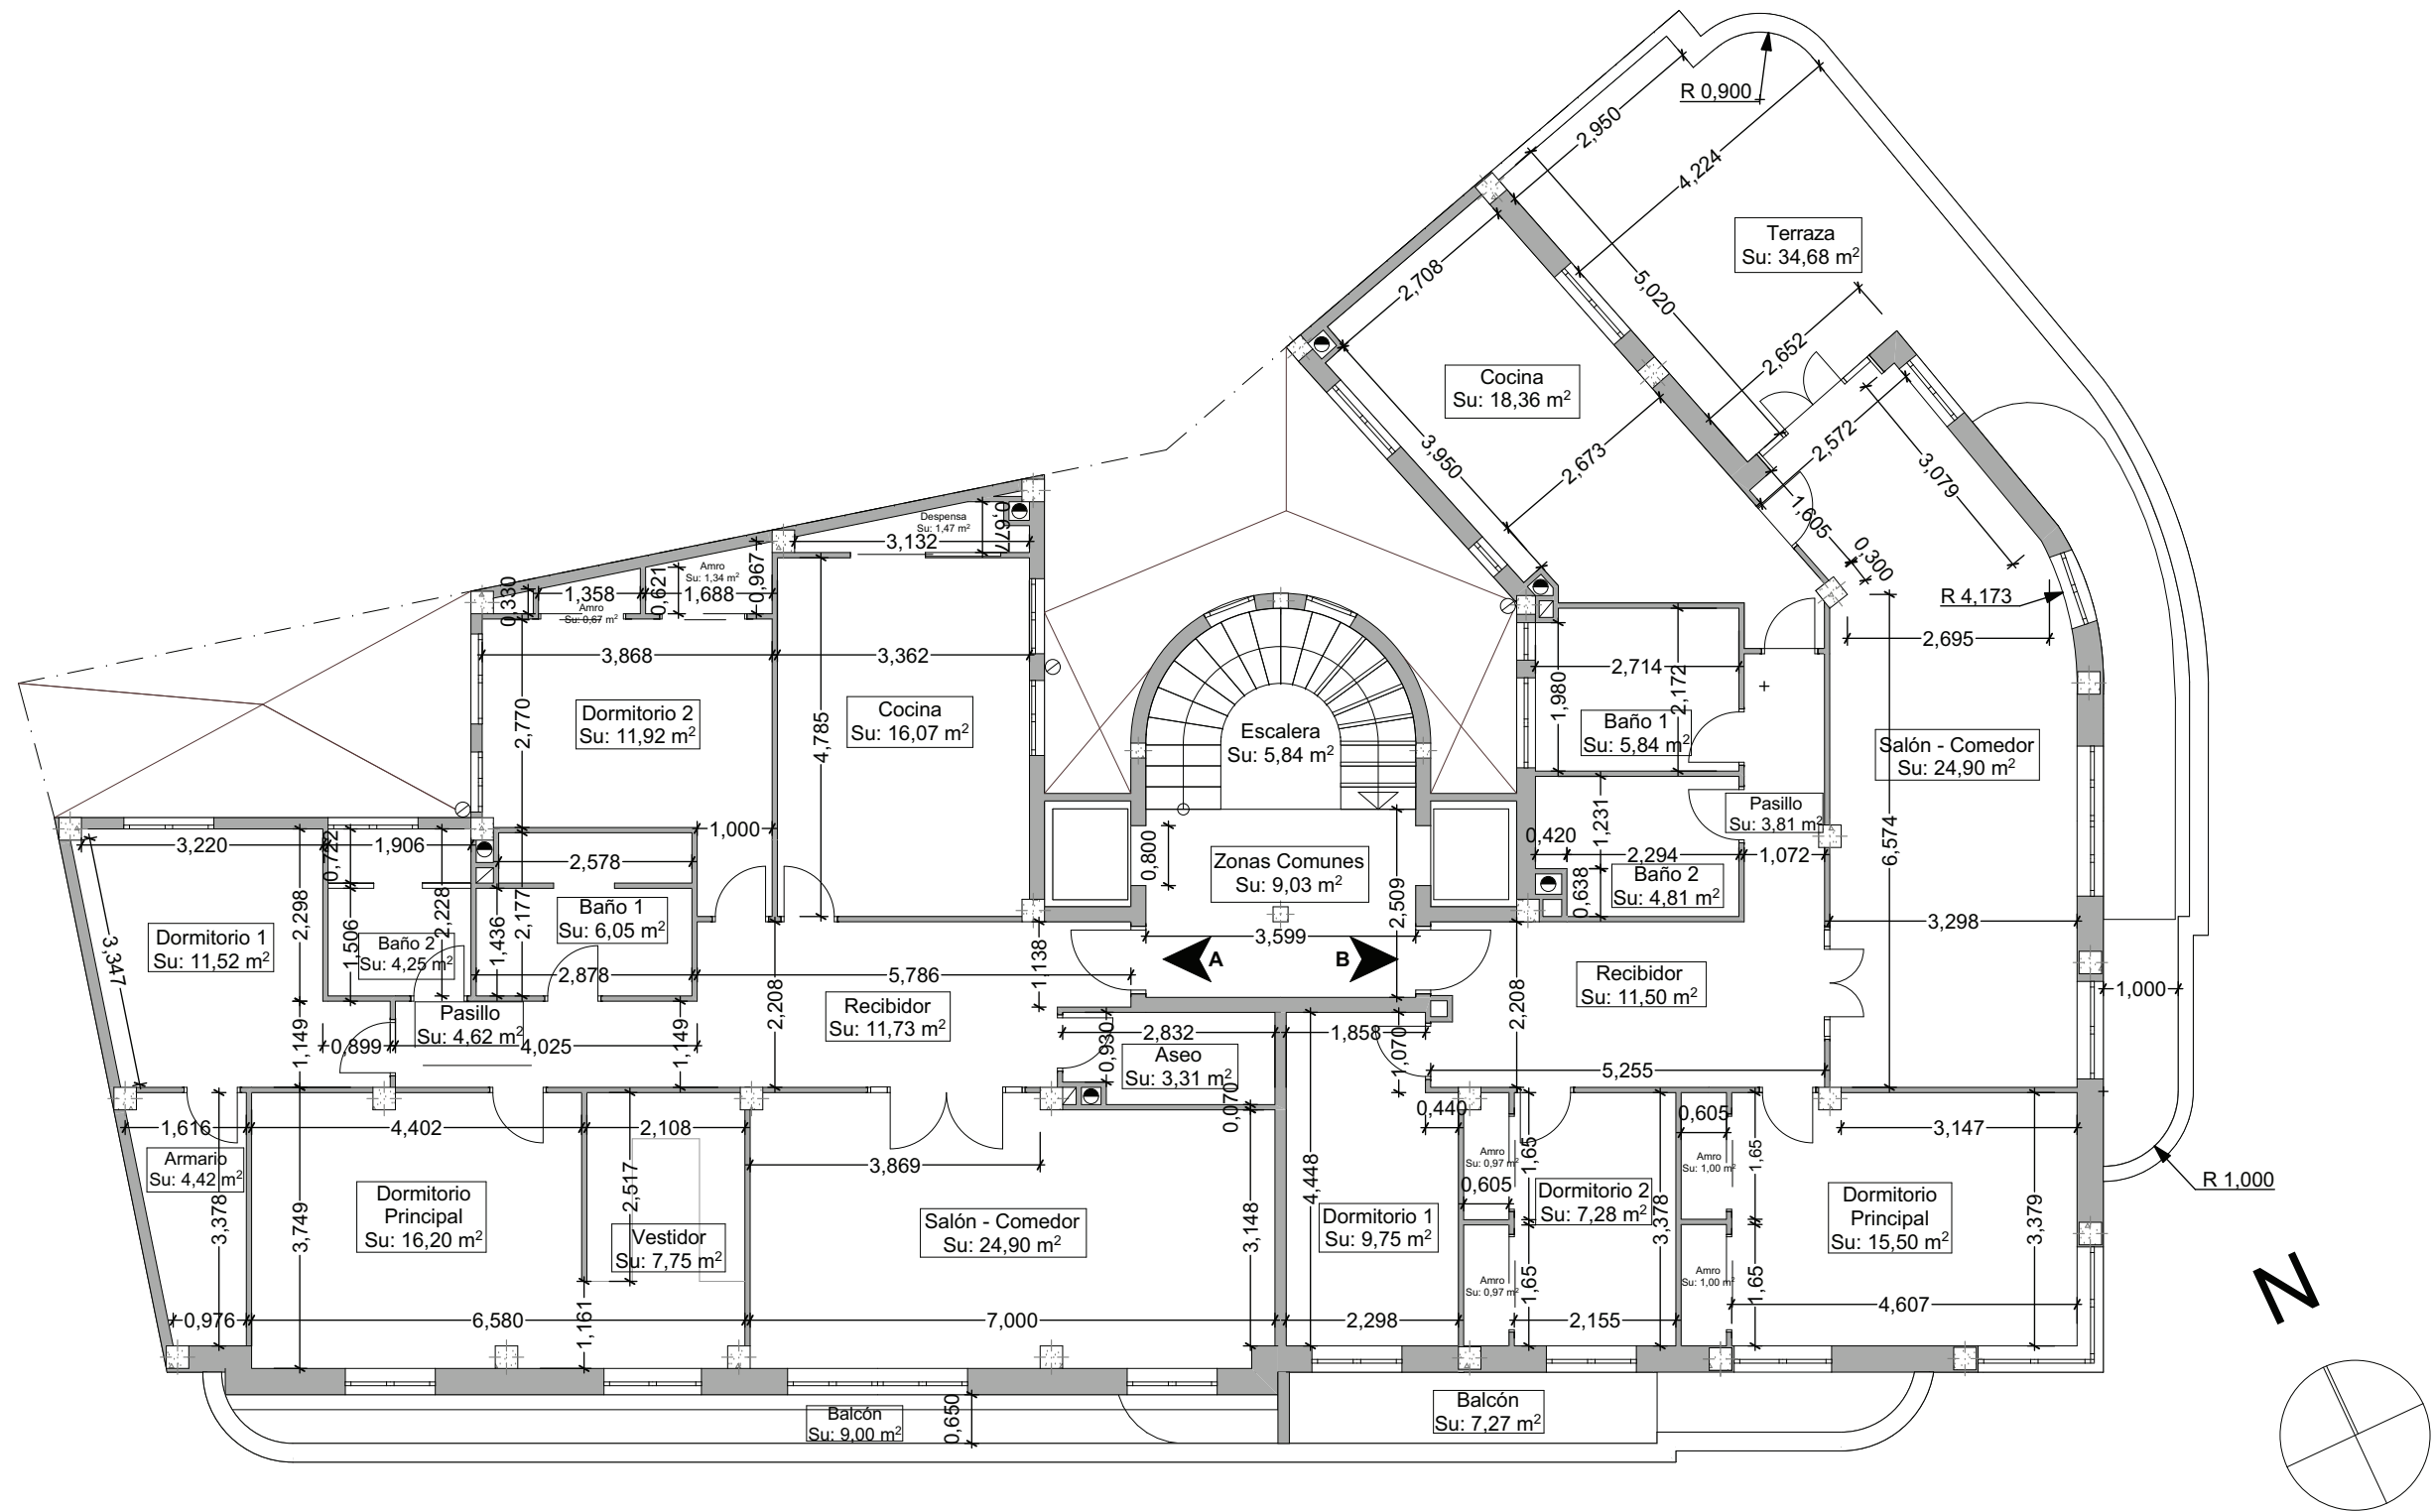 R 0,900
2,950
4,224
Terraza
Su: 34,68 m²
5,020
2,708
2,652
Cocina
Su: 18,36 m²
3,950
2,673
2,572
3,079
1,605
0,300
R 4,173
2,695
Despensa
Su: 1,47 m²
0,677
3,132
0,967
Amro
Su: 1,34 m²
0,621
1,688
0,330
1,358
Amro
Su: 0,67 m²
3,868
3,362
2,770
4,785
Dormitorio 2
Su: 11,92 m²
Cocina
Su: 16,07 m²
Escalera
Su: 5,84 m²
2,714
1,980
2,172
Baño 1
Su: 5,84 m²
Salón - Comedor
Su: 24,90 m²
Pasillo
Su: 3,81 m²
6,574
1,231
0,420
2,294
1,072
Baño 2
Su: 4,81 m²
0,638
3,298
3,220
0,722
1,906
2,578
1,000
0,800
Zonas Comunes
Su: 9,03 m²
2,509
3,599
2,298
2,228
2,177
1,436
1,506
3,347
Dormitorio 1
Su: 11,52 m²
Baño 2
Su: 4,25 m²
Baño 1
Su: 6,05 m²
2,878
5,786
1,138
A
B
Recibidor
Su: 11,50 m²
1,000
2,208
2,208
Pasillo
Su: 4,62 m²
Recibidor
Su: 11,73 m²
1,149
0,899
4,025
1,149
0,930
2,832
1,858
1,070
Aseo
Su: 3,31 m²
5,255
0,070
0,440
0,605
1,616
4,402
2,108
3,147
3,869
Armario
Su: 4,42 m²
3,378
Dormitorio
Principal
Su: 16,20 m²
3,749
2,517
Vestidor
Su: 7,75 m²
Salón - Comedor
Su: 24,90 m²
3,148
4,448
Dormitorio 1
Su: 9,75 m²
Amro
Su: 0,97 m²
0,605
1,65
Dormitorio 2
Su: 7,28 m²
3,378
Amro
Su: 1,00 m²
1,65
Dormitorio
Principal
Su: 15,50 m²
3,379
R 1,000
Amro
Su: 0,97 m²
1,65
Amro
Su: 1,00 m²
1,65
4,607
0,976
6,580
1,161
7,000
2,298
2,155
N
Balcón
Su: 9,00 m²
0,650
Balcón
Su: 7,27 m²